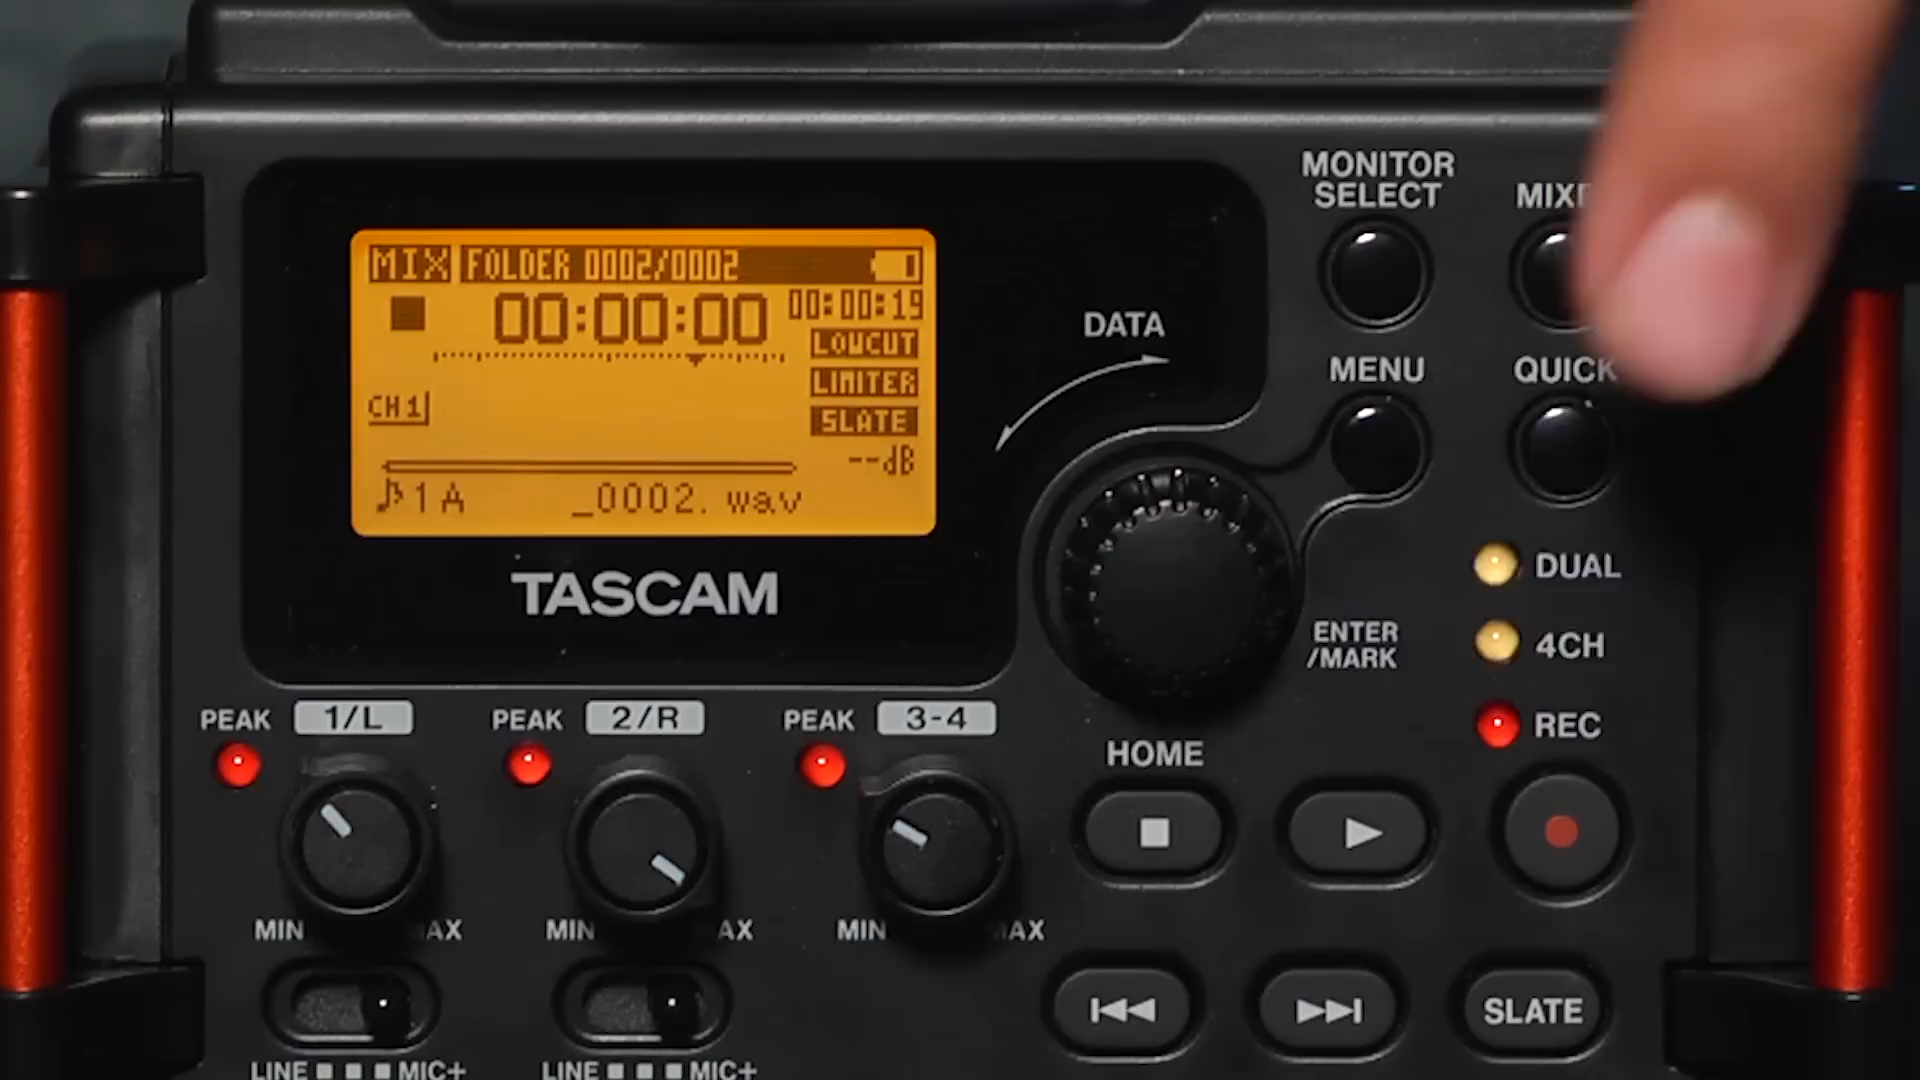 MONITOR
SELECT
MIX FOLDER 0002/0002
00:00:00 00:00:19
LOWCUT
LIMITER
SLATE
CH1
--dB
1A _0002. wav
TASCAM
DATA
MENU
QUICK
DUAL
4CH
REC
ENTER
/MARK
HOME
PEAK 1/L
PEAK 2/R
PEAK 3-4
MIN
MIN
MIN
SLATE
LINE MIC+
LINE MIC+